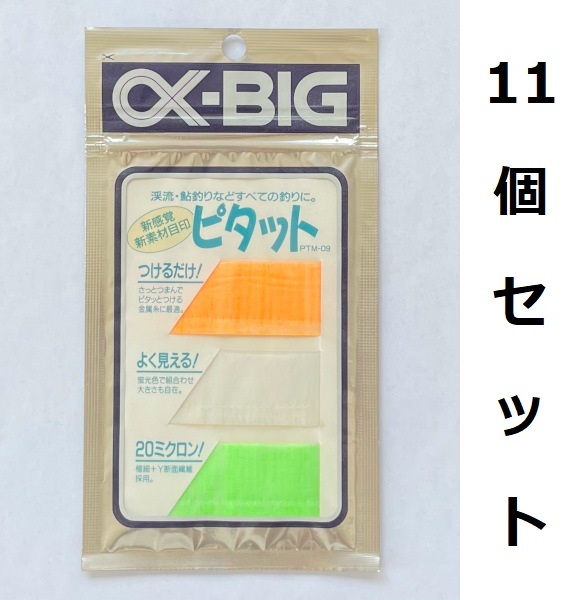 α-BIG
渓流・鮎釣りなどすべての釣りに。
新感覚
新素材目印
ピタット
PTM-09
つけるだけ!
さっとつまんで
ピタッとつける
金属糸に最適。
よく見える!
蛍光色で組合わせ
大きさも自在。
20ミクロン!
極細+Y断面繊維
採用。
11個セット